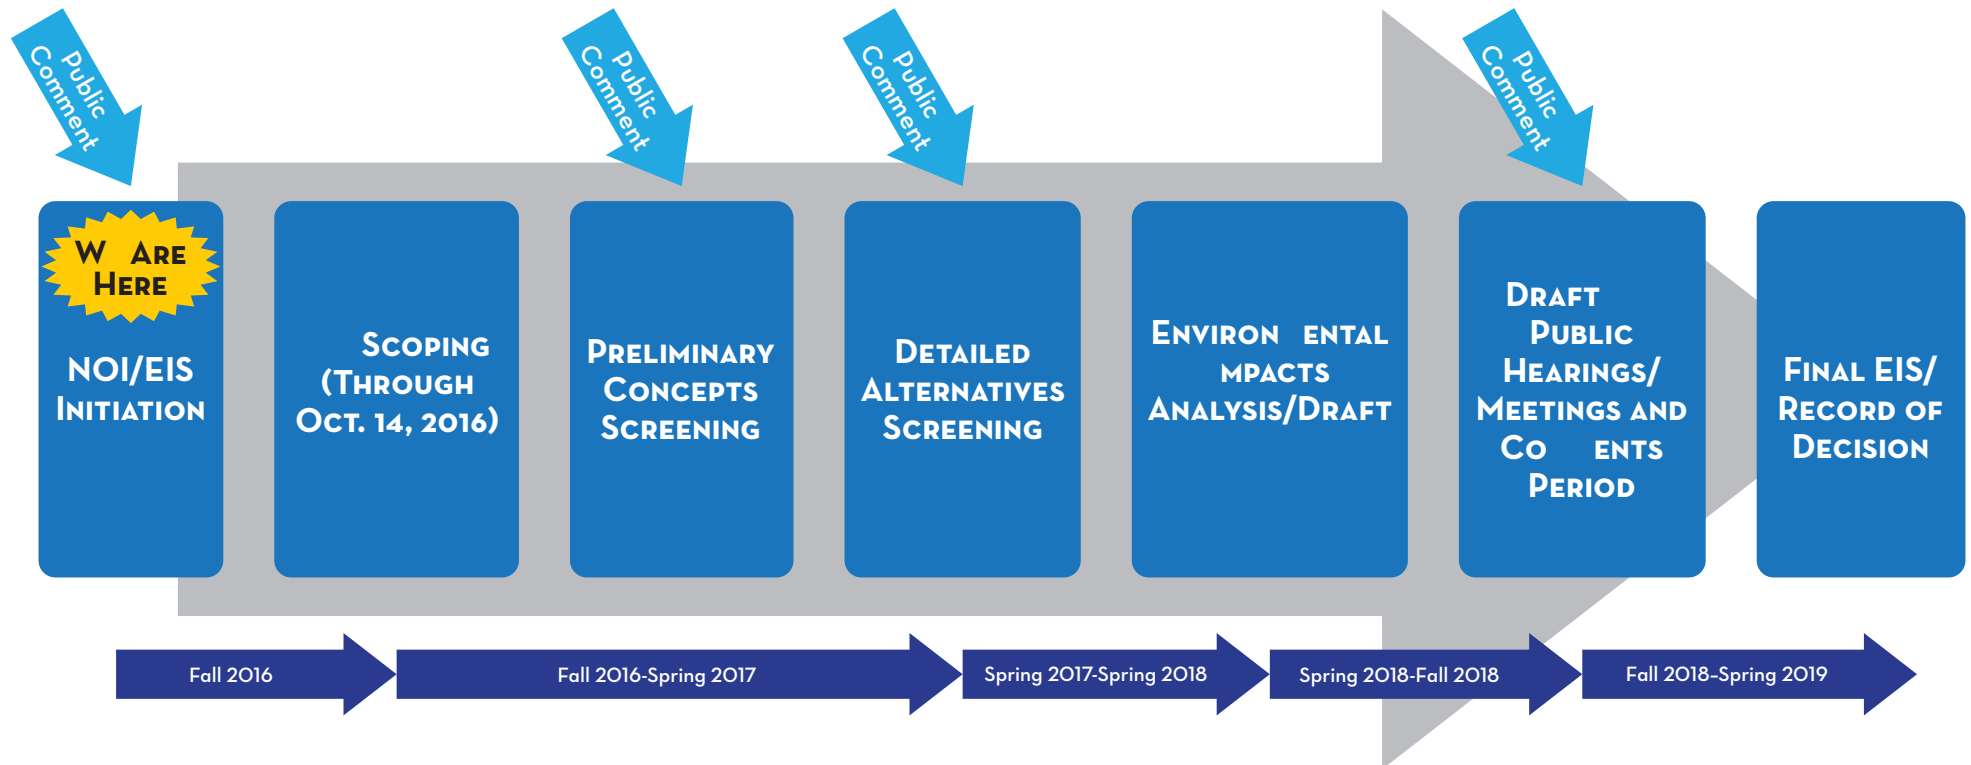 Public
Comment
Public
Comment
Public
Comment
Public
Comment
W Are
Here
NOI/EIS
Initiation
Scoping
(Through
Oct. 14, 2016)
Preliminary
Concepts
Screening
Detailed
Alternatives
Screening
Environ ental
mpacts
Analysis/Draft
Draft
Public
Hearings/
Meetings and
Co ents
Period
Final EIS/
Record of
Decision
Fall 2016
Fall 2016-Spring 2017
Spring 2017-Spring 2018
Spring 2018-Fall 2018
Fall 2018–Spring 2019